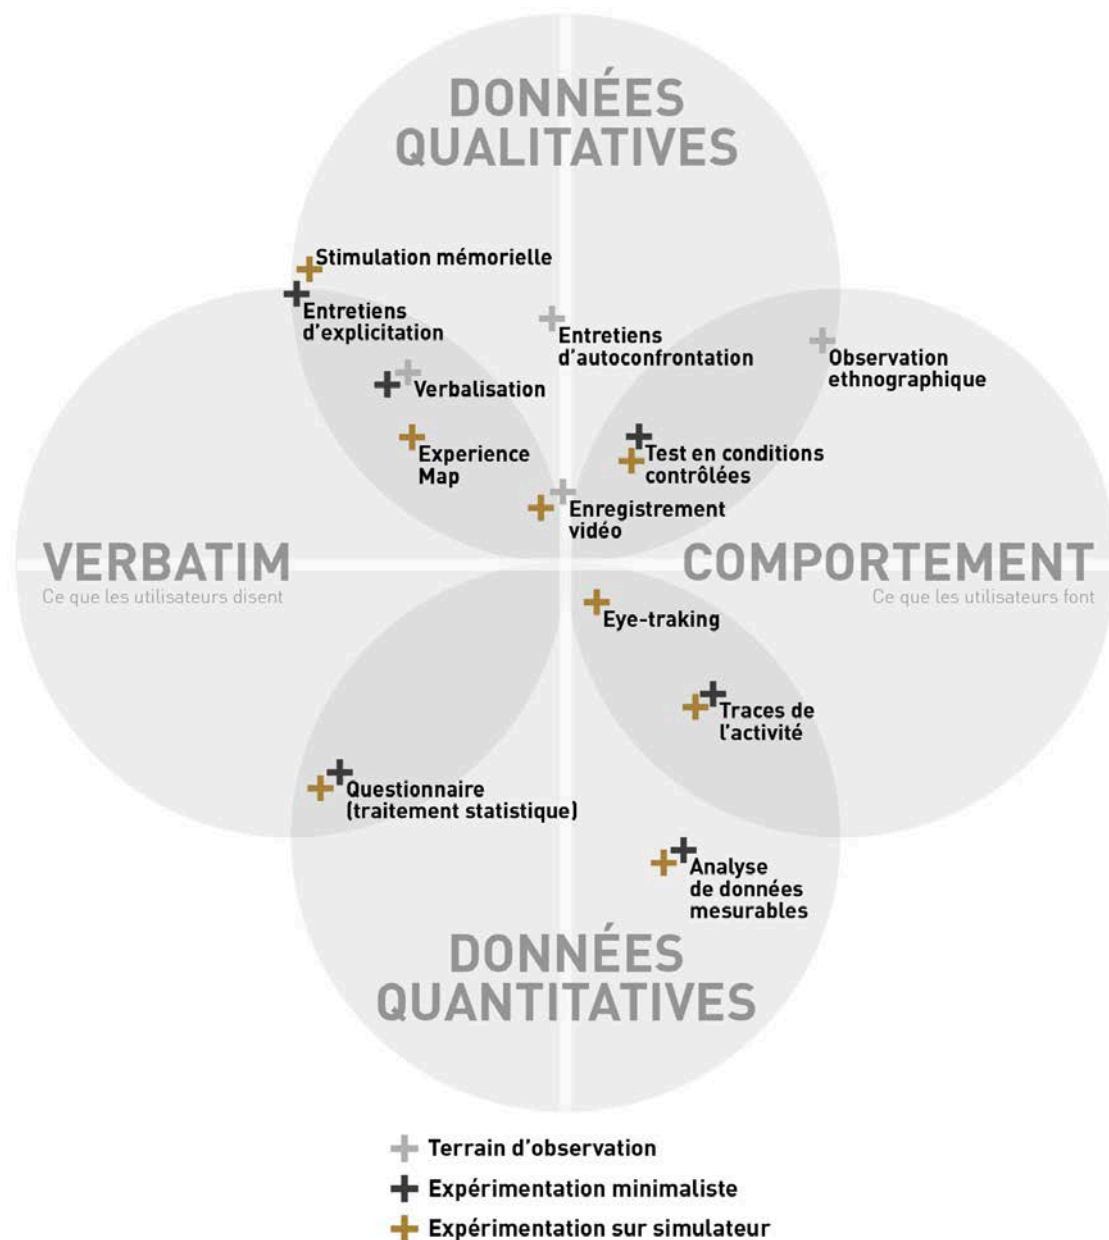 DONNÉES
QUALITATIVES
Stimulation mémorielle
Entretiens
d'explicitation
Entretiens
d'autoconfrontation
Observation
ethnographique
Verbalisation
Experience
Map
Test en conditions
contrôlées
Enregistrement
vidéo
VERBATIM
Ce que les utilisateurs disent
COMPORTEMENT
Ce que les utilisateurs font
Eye-traking
Traces de
l'activité
Questionnaire
(traitement statistique)
Analyse
de données
mesurables
DONNÉES
QUANTITATIVES
Terrain d'observation
Expérimentation minimaliste
Expérimentation sur simulateur